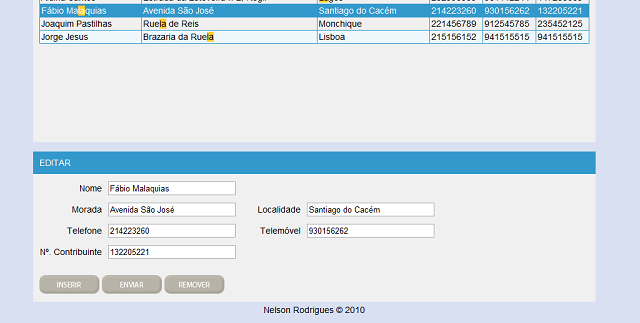 Fábio Malaquias Avenida São José Santiago do Cacém 214223260 930156262 132205221
Joaquim Pastilhas Ruela de Reis Monchique 221456789 912545785 235452125
Jorge Jesus Brazaria da Ruela Lisboa 215156152 941515515 941515515
EDITAR
Nome Fábio Malaquias
Morada Avenida São José Localidade Santiago do Cacém
Telefone 214223260 Telemóvel 930156262
Nº. Contribuinte 132205221
INSERIR ENVIAR REMOVER
Nelson Rodrigues © 2010